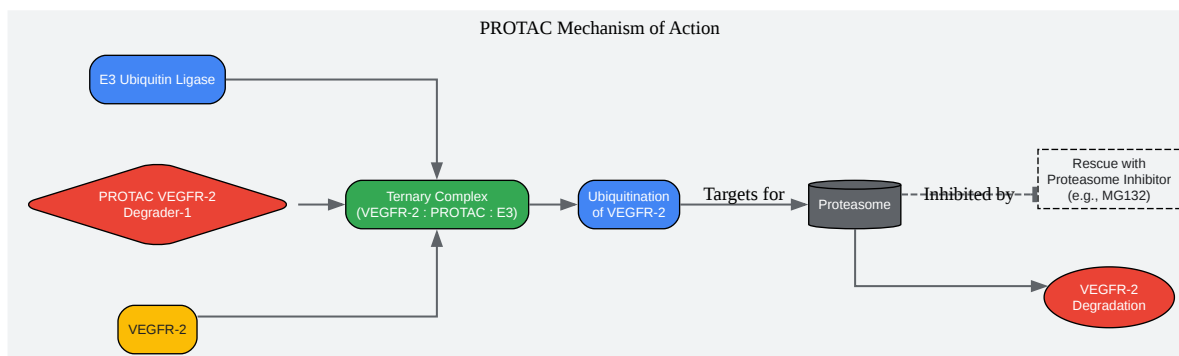 PROTAC Mechanism of Action
E3 Ubiquitin Ligase
PROTAC VEGFR-2
Degrader-1
VEGFR-2
Ternary Complex
(VEGFR-2 : PROTAC : E3)
Ubiquitination
of VEGFR-2
Targets for
Proteasome
Inhibited by
Rescue with
Proteasome Inhibitor
(e.g., MG132)
VEGFR-2
Degradation